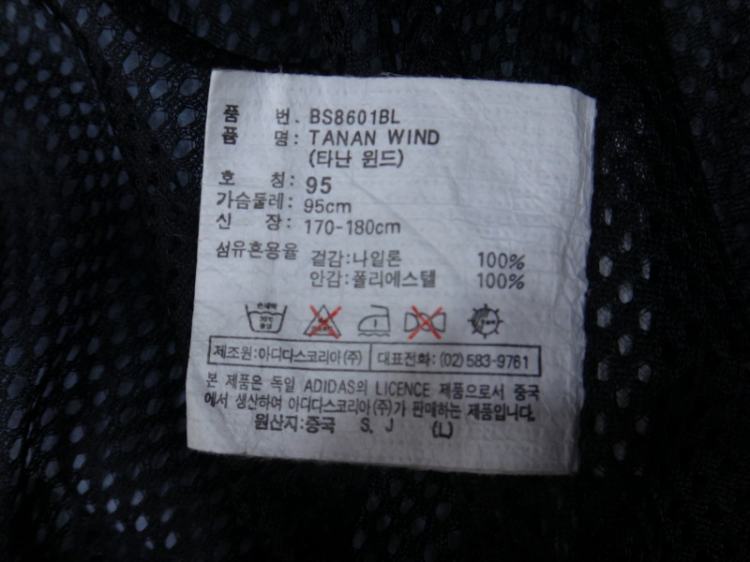 품 번. BS8601BL
품 명: TANAN WIND
(타난 윈드)
호 칭: 95
가슴둘레: 95cm
신 장: 170-180cm
섬유혼용율 겉감:나일론 100%
안감:폴리에스텔 100%
제조원:아디다스코리아(주) 대표전화:(02)583-9761
본 제품은 독일 ADIDAS의 LICENCE 제품으로서 중국
에서 생산하여 아디다스코리아(주)가 판매하는 제품입니다.
원산지:중국 S. J (L)